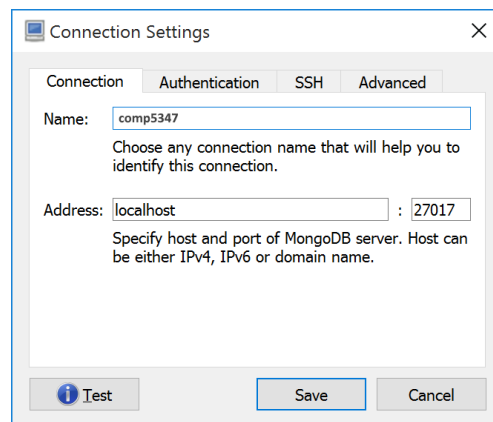 Connection Settings
Connection Authentication SSH Advanced
Name: comp5347
Choose any connection name that will help you to
identify this connection.
Address: localhost : 27017
Specify host and port of MongoDB server. Host can
be either IPv4, IPv6 or domain name.
Test Save Cancel